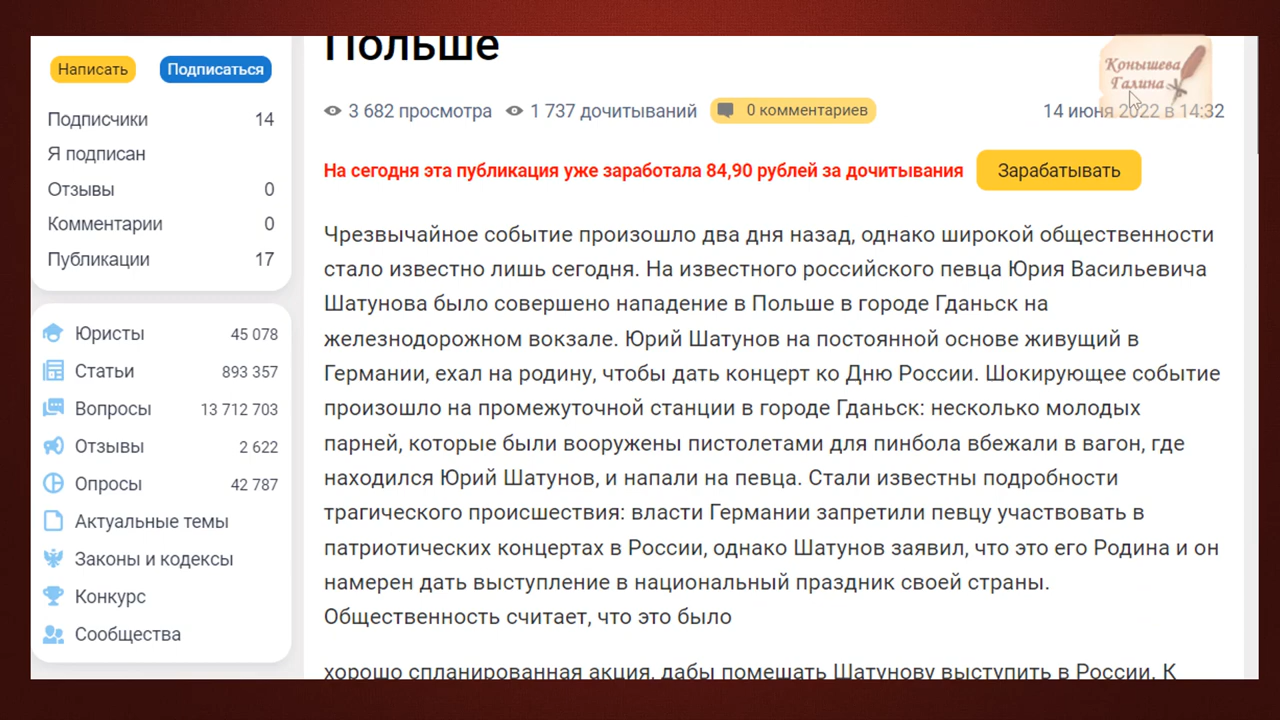 Польше
Написать Подписаться
Подписчики 14
Я подписан
Отзывы 0
Комментарии 0
Публикации 17
Юристы 45 078
Статьи 893 357
Вопросы 13 712 703
Отзывы 2 622
Опросы 42 787
Актуальные темы
Законы и кодексы
Конкурс
Сообщества
3 682 просмотра 1 737 дочитываний 0 комментариев 14 июня 2022 в 14:32
Конышева
Галина
На сегодня эта публикация уже заработала 84,90 рублей за дочитывания Зарабатывать
Чрезвычайное событие произошло два дня назад, однако широкой общественности
стало известно лишь сегодня. На известного российского певца Юрия Васильевича
Шатунова было совершено нападение в Польше в городе Гданьск на
железнодорожном вокзале. Юрий Шатунов на постоянной основе живущий в
Германии, ехал на родину, чтобы дать концерт ко Дню России. Шокирующее событие
произошло на промежуточной станции в городе Гданьск: несколько молодых
парней, которые были вооружены пистолетами для пинбола вбежали в вагон, где
находился Юрий Шатунов, и напали на певца. Стали известны подробности
трагического происшествия: власти Германии запретили певцу участвовать в
патриотических концертах в России, однако Шатунов заявил, что это его Родина и он
намерен дать выступление в национальный праздник своей страны.
Общественность считает, что это было
хорошо спланированная акция, дабы помешать Шатунову выступить в России. К